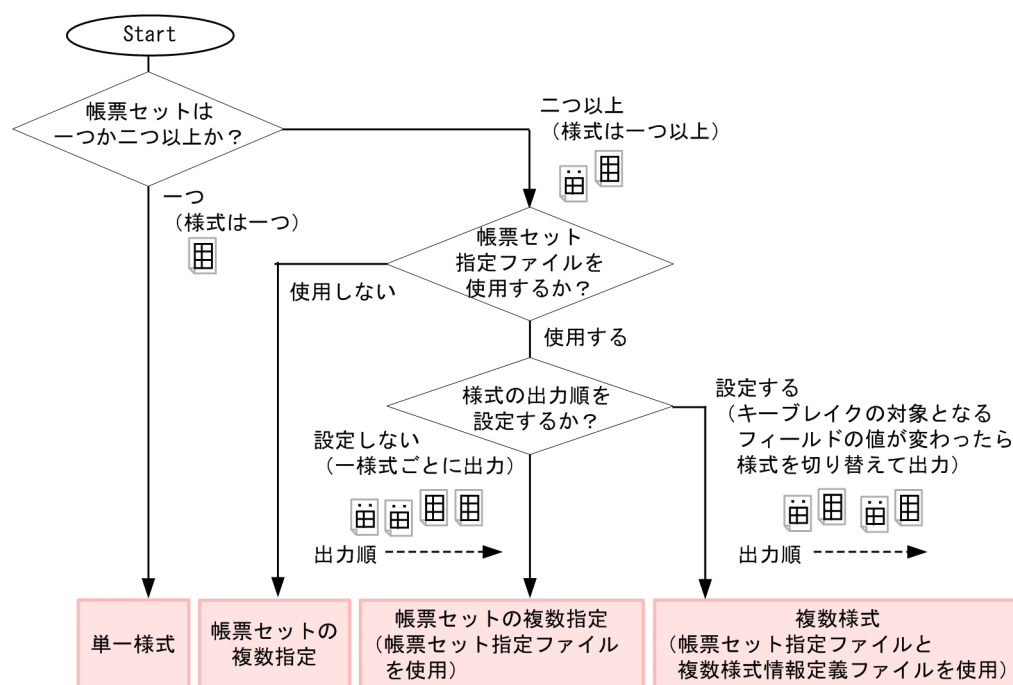 Start
帳票セットは
一つか二つ以上か？
二つ以上
（様式は一つ以上）
一つ
（様式は一つ）
帳票セット
指定ファイルを
使用するか？
使用しない
使用する
様式の出力順を
設定するか？
設定する
（キーブレイクの対象となる
フィールドの値が変わったら
様式を切り替えて出力）
設定しない
（一様式ごとに出力）
出力順
出力順
単一様式
帳票セットの
複数指定
帳票セットの複数指定
（帳票セット指定ファイル
を使用）
複数様式
（帳票セット指定ファイルと
複数様式情報定義ファイルを使用）